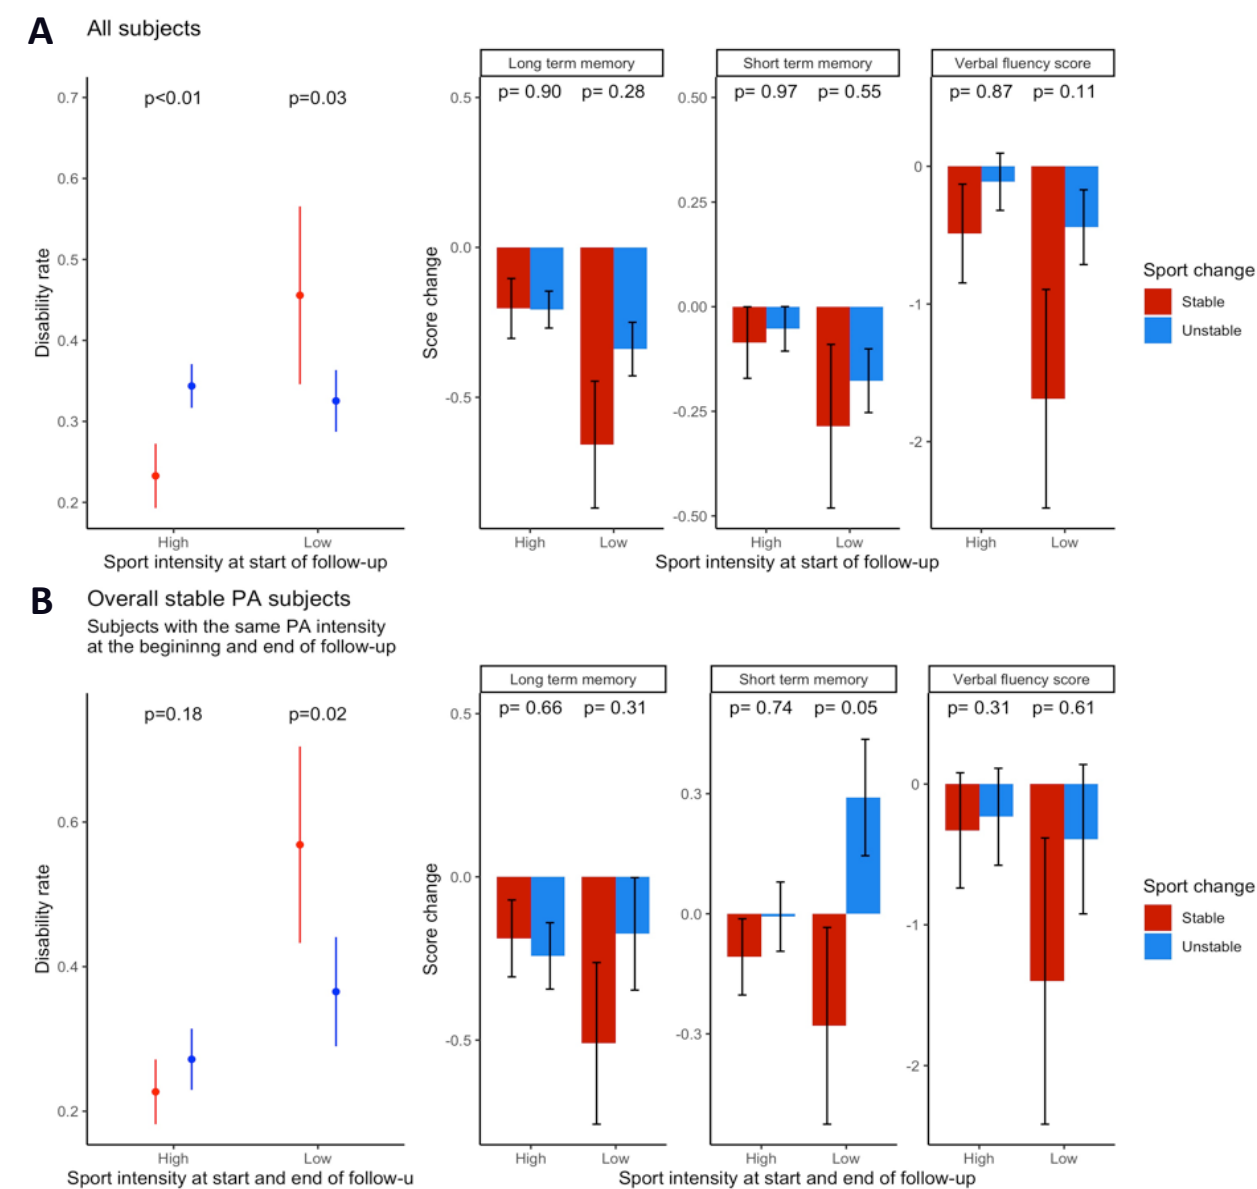 A
All subjects
Long term memory
Short term memory
Verbal fluency score
p<0.01
p=0.03
p= 0.90
p= 0.28
p= 0.97
p= 0.55
p= 0.87
p= 0.11
0.7
0.6
0.5
0.4
0.3
0.2
Disability rate
High
Low
Sport intensity at start of follow-up
0.5
0.0
-0.5
Score change
High
Low
0.50
0.25
0.00
-0.25
-0.50
High
Low
0
-1
-2
High
Low
Sport intensity at start of follow-up
Sport change
Stable
Unstable
B
Overall stable PA subjects
Subjects with the same PA intensity
at the begininng and end of follow-up
Long term memory
Short term memory
Verbal fluency score
p=0.18
p=0.02
p= 0.66
p= 0.31
p= 0.74
p= 0.05
p= 0.31
p= 0.61
0.6
0.4
0.2
Disability rate
High
Low
Sport intensity at start and end of follow-u
0.5
0.0
-0.5
Score change
High
Low
0.3
0.0
-0.3
High
Low
0
-1
-2
High
Low
Sport intensity at start and end of follow-up
Sport change
Stable
Unstable